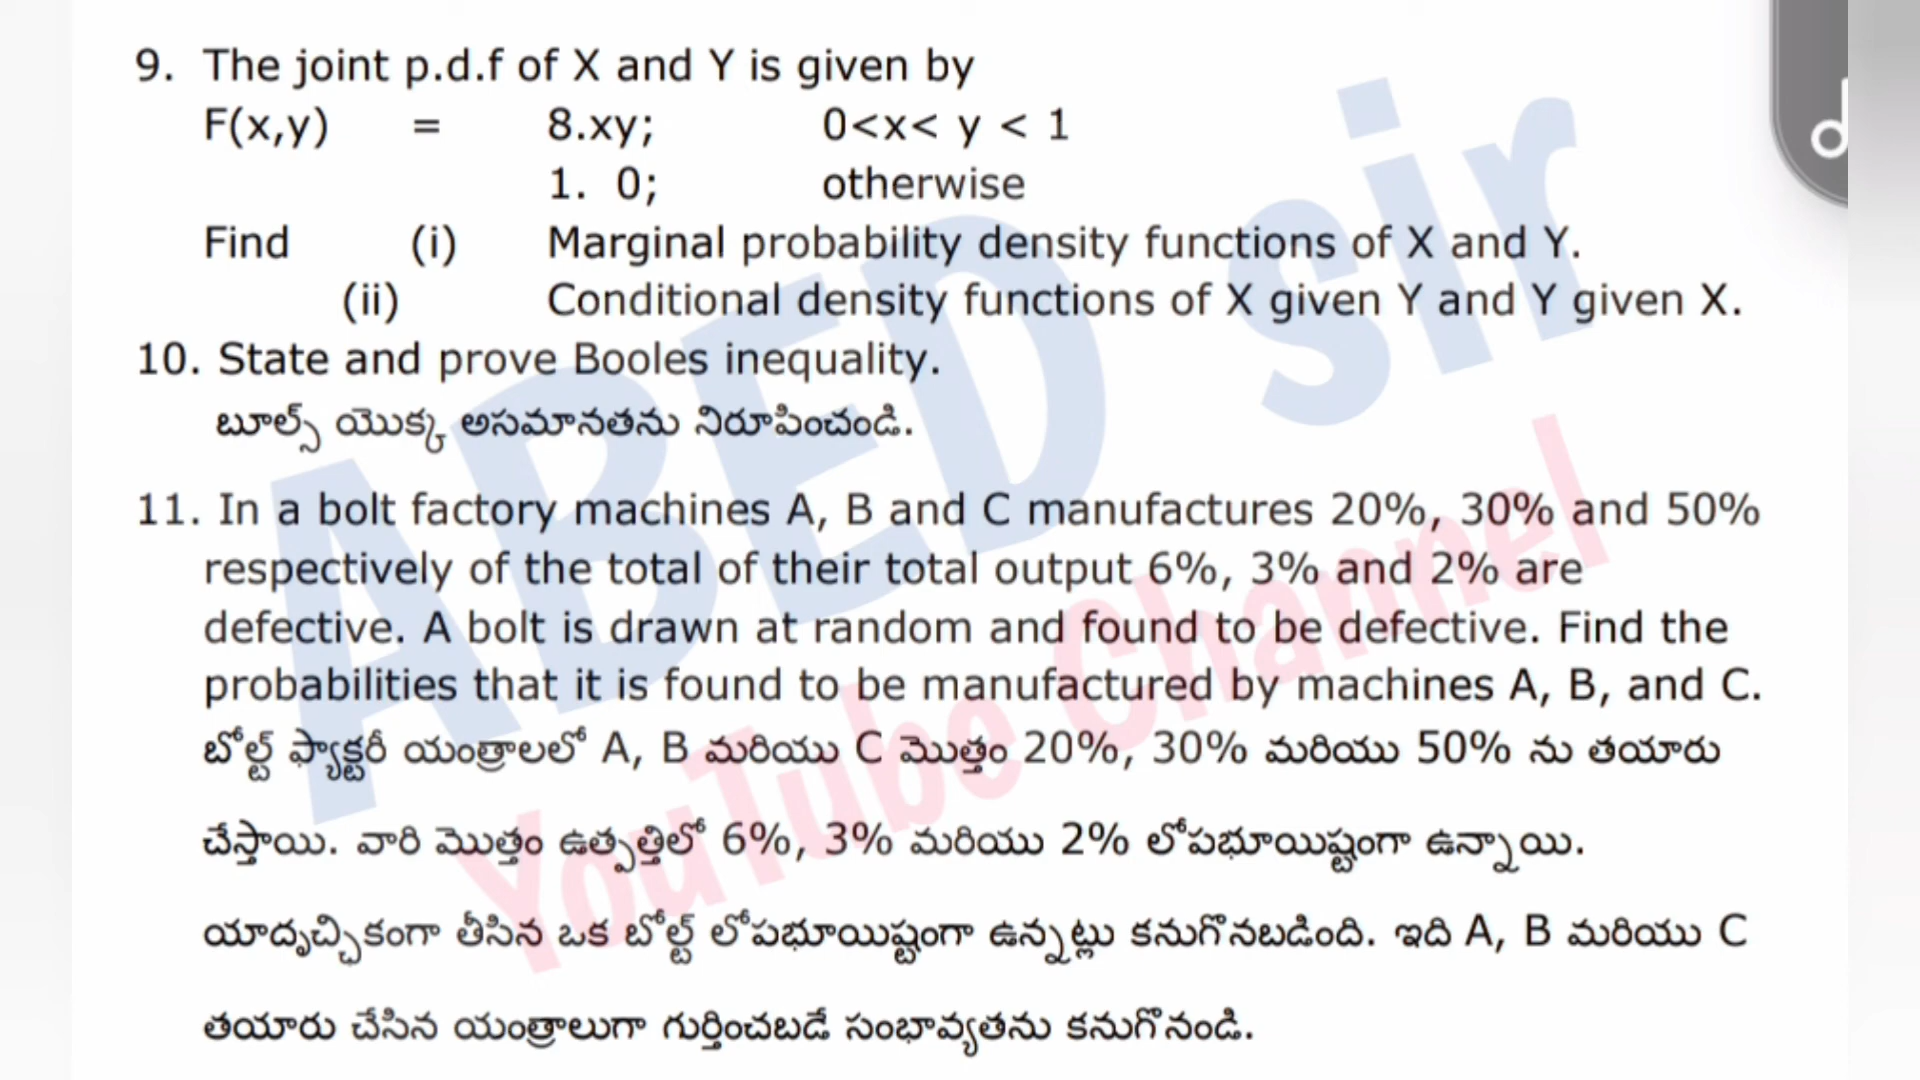 9. The joint p.d.f of X and Y is given by
F(x,y) = 8.xy; 0<x< y < 1
1. 0; otherwise
Find (i) Marginal probability density functions of X and Y.
(ii) Conditional density functions of X given Y and Y given X.
10. State and prove Booles inequality.
బూల్స్ యొక్క అసమానతను నిరూపించండి.
11. In a bolt factory machines A, B and C manufactures 20%, 30% and 50%
respectively of the total of their total output 6%, 3% and 2% are
defective. A bolt is drawn at random and found to be defective. Find the
probabilities that it is found to be manufactured by machines A, B, and C.
బోల్ట్ ఫ్యాక్టరీ యంత్రాలలో A, B మరియు C మొత్తం 20%, 30% మరియు 50% ను తయారు
చేస్తాయి. వారి మొత్తం ఉత్పత్తిలో 6%, 3% మరియు 2% లోపభూయిష్టంగా ఉన్నాయి.
యాదృచ్ఛికంగా తీసిన ఒక బోల్ట్ లోపభూయిష్టంగా ఉన్నట్లు కనుగొనబడింది. ఇది A, B మరియు C
తయారు చేసిన యంత్రాలుగా గుర్తించబడే సంభావ్యతను కనుగొనండి.
ABED sir
YouTube Channel